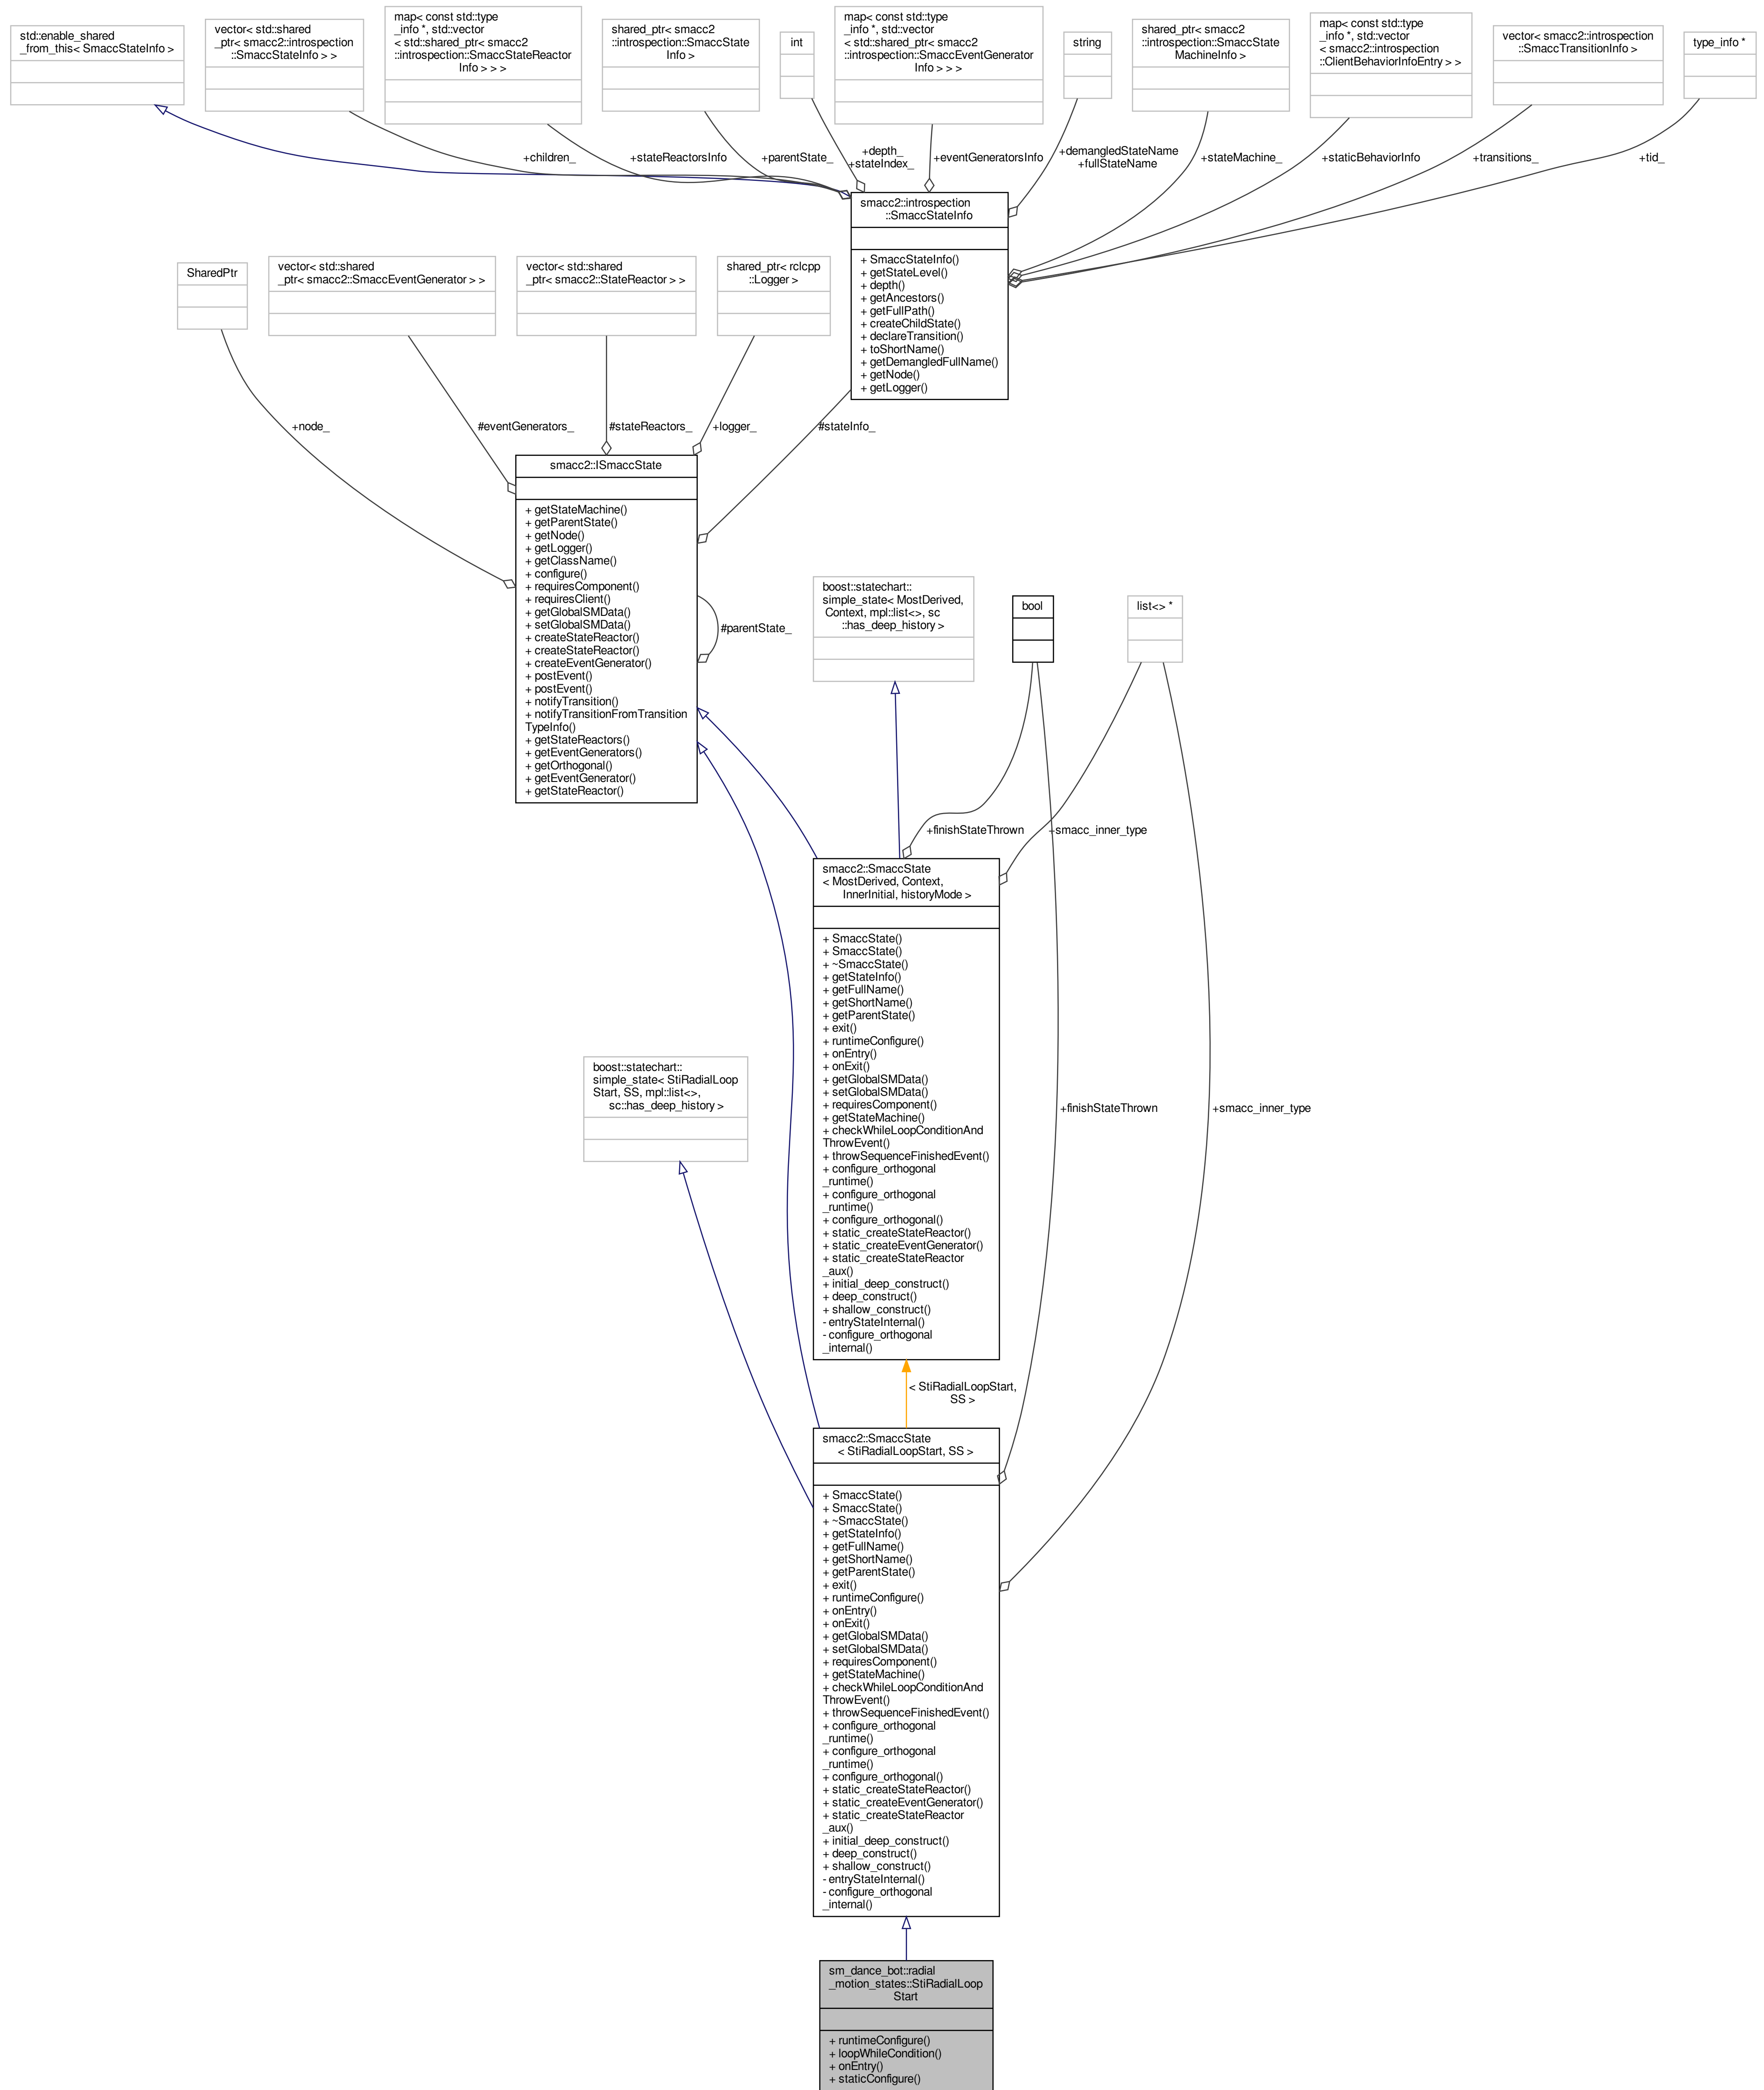 std::enable_shared
_from_this< SmaccStateInfo >
vector< std::shared
_ptr< smacc2::introspection
::SmaccStateInfo > >
map< const std::type
_info *, std::vector
< std::shared_ptr< smacc2
::introspection::SmaccStateReactor
Info > > >
shared_ptr< smacc2
::introspection::SmaccState
Info >
int
map< const std::type
_info *, std::vector
< std::shared_ptr< smacc2
::introspection::SmaccEventGenerator
Info > > >
string
shared_ptr< smacc2
::introspection::SmaccState
MachineInfo >
map< const std::type
_info *, std::vector
< smacc2::introspection
::ClientBehaviorInfoEntry > >
vector< smacc2::introspection
::SmaccTransitionInfo >
type_info *
+children_
+stateReactorsInfo
+parentState_
+depth_
+stateIndex_
+eventGeneratorsInfo
+demangledStateName
+fullStateName
+stateMachine_
+staticBehaviorInfo
+transitions_
+tid_
smacc2::introspection
::SmaccStateInfo
+ SmaccStateInfo()
+ getStateLevel()
+ depth()
+ getAncestors()
+ getFullPath()
+ createChildState()
+ declareTransition()
+ toShortName()
+ getDemangledFullName()
+ getNode()
+ getLogger()
SharedPtr
vector< std::shared
_ptr< smacc2::SmaccEventGenerator > >
vector< std::shared
_ptr< smacc2::StateReactor > >
shared_ptr< rclcpp
::Logger >
+node_
#eventGenerators_
#stateReactors_
+logger_
#stateInfo_
smacc2::ISmaccState
+ getStateMachine()
+ getParentState()
+ getNode()
+ getLogger()
+ getClassName()
+ configure()
+ requiresComponent()
+ requiresClient()
+ getGlobalSMData()
+ setGlobalSMData()
+ createStateReactor()
+ createStateReactor()
+ createEventGenerator()
+ postEvent()
+ postEvent()
+ notifyTransition()
+ notifyTransitionFromTransition
TypeInfo()
+ getStateReactors()
+ getEventGenerators()
+ getOrthogonal()
+ getEventGenerator()
+ getStateReactor()
#parentState_
boost::statechart::
simple_state< MostDerived,
Context, mpl::list<>, sc
::has_deep_history >
bool
list<> *
+finishStateThrown
+smacc_inner_type
smacc2::SmaccState
< MostDerived, Context,
InnerInitial, historyMode >
+ SmaccState()
+ SmaccState()
+ ~SmaccState()
+ getStateInfo()
+ getFullName()
+ getShortName()
+ getParentState()
+ exit()
+ runtimeConfigure()
+ onEntry()
+ onExit()
+ getGlobalSMData()
+ setGlobalSMData()
+ requiresComponent()
+ getStateMachine()
+ checkWhileLoopConditionAnd
ThrowEvent()
+ throwSequenceFinishedEvent()
+ configure_orthogonal
_runtime()
+ configure_orthogonal
_runtime()
+ configure_orthogonal()
+ static_createStateReactor()
+ static_createEventGenerator()
+ static_createStateReactor
_aux()
+ initial_deep_construct()
+ deep_construct()
+ shallow_construct()
- entryStateInternal()
- configure_orthogonal
_internal()
boost::statechart::
simple_state< StiRadialLoop
Start, SS, mpl::list<>,
sc::has_deep_history >
+finishStateThrown
+smacc_inner_type
< StiRadialLoopStart,
SS >
smacc2::SmaccState
< StiRadialLoopStart, SS >
+ SmaccState()
+ SmaccState()
+ ~SmaccState()
+ getStateInfo()
+ getFullName()
+ getShortName()
+ getParentState()
+ exit()
+ runtimeConfigure()
+ onEntry()
+ onExit()
+ getGlobalSMData()
+ setGlobalSMData()
+ requiresComponent()
+ getStateMachine()
+ checkWhileLoopConditionAnd
ThrowEvent()
+ throwSequenceFinishedEvent()
+ configure_orthogonal
_runtime()
+ configure_orthogonal
_runtime()
+ configure_orthogonal()
+ static_createStateReactor()
+ static_createEventGenerator()
+ static_createStateReactor
_aux()
+ initial_deep_construct()
+ deep_construct()
+ shallow_construct()
- entryStateInternal()
- configure_orthogonal
_internal()
sm_dance_bot::radial
_motion_states::StiRadialLoop
Start
+ runtimeConfigure()
+ loopWhileCondition()
+ onEntry()
+ staticConfigure()